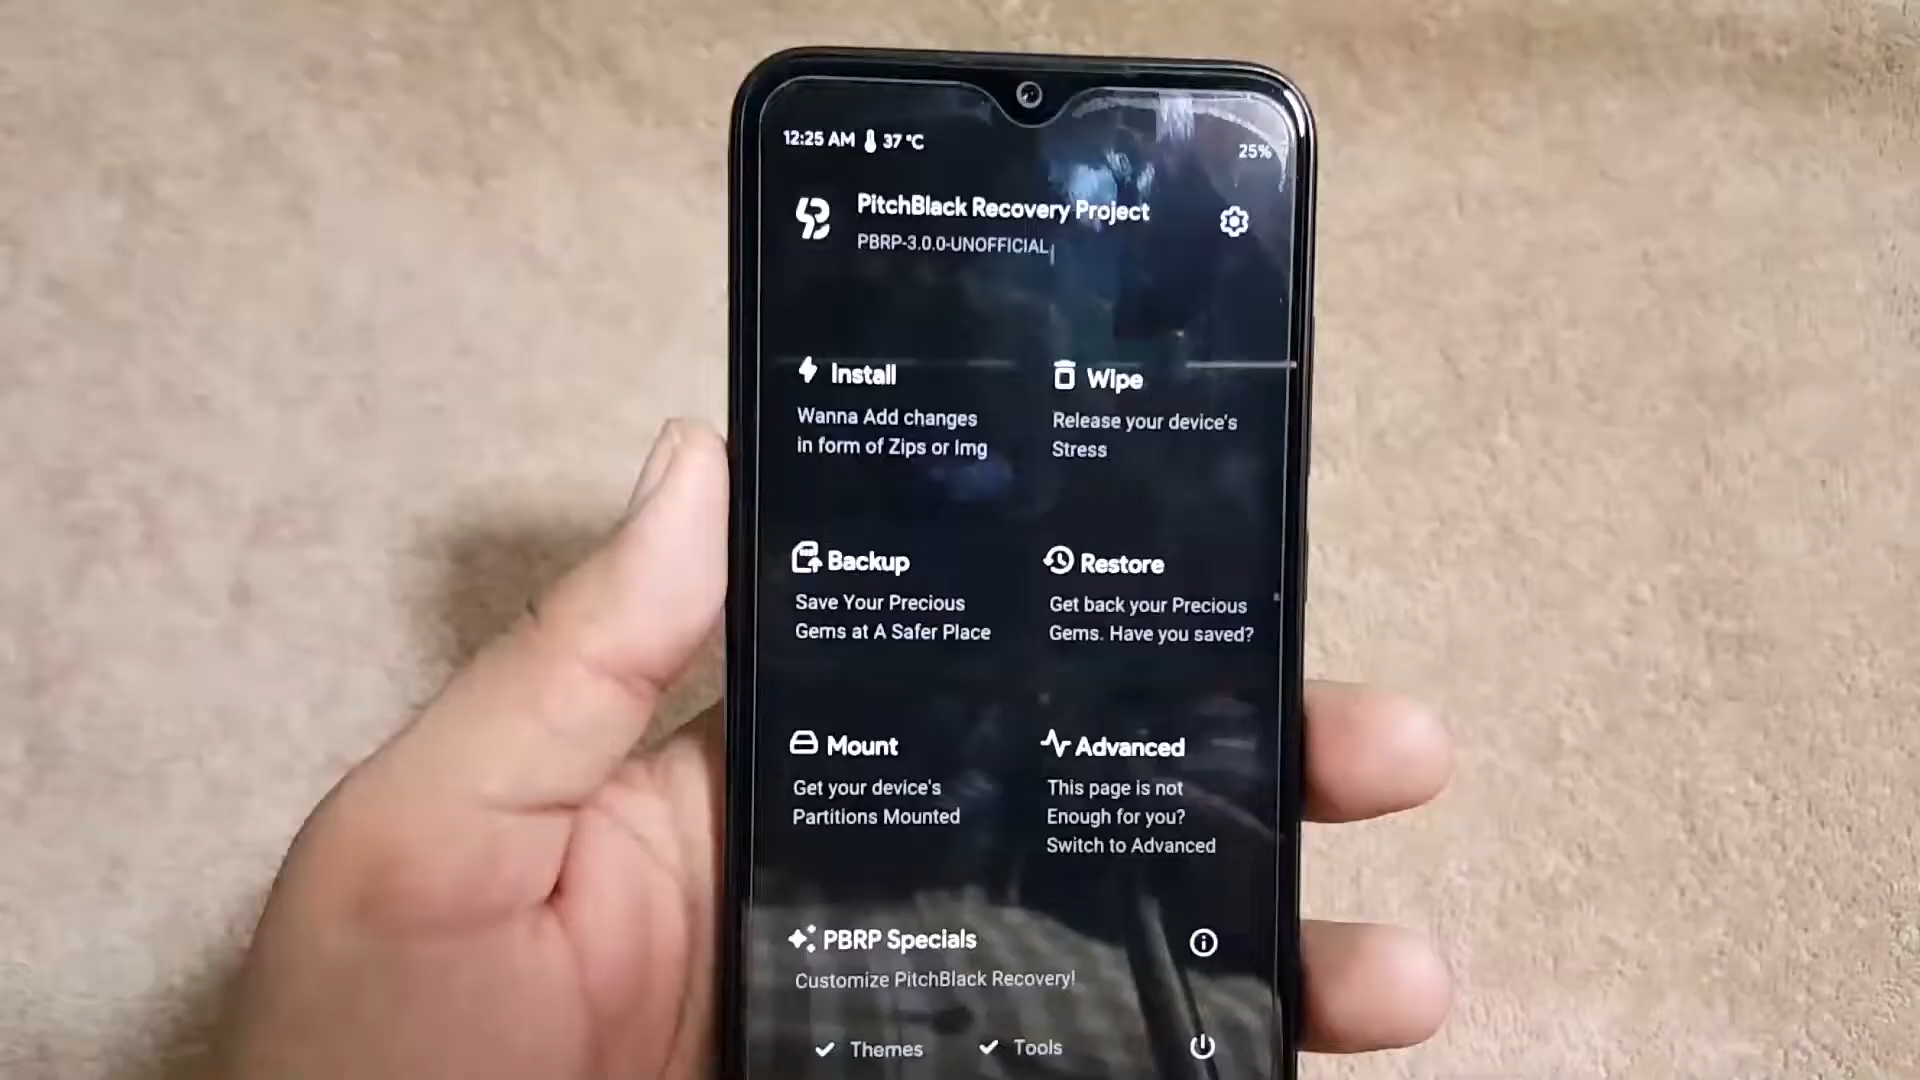 12:25 AM 37 °C
25%
PitchBlack Recovery Project
PBRP-3.0.0-UNOFFICIAL
Install
Wanna Add changes
in form of Zips or Img
Wipe
Release your device's
Stress
Backup
Save Your Precious
Gems at A Safer Place
Restore
Get back your Precious
Gems. Have you saved?
Mount
Get your device's
Partitions Mounted
Advanced
This page is not
Enough for you?
Switch to Advanced
PBRP Specials
Customize PitchBlack Recovery!
Themes
Tools